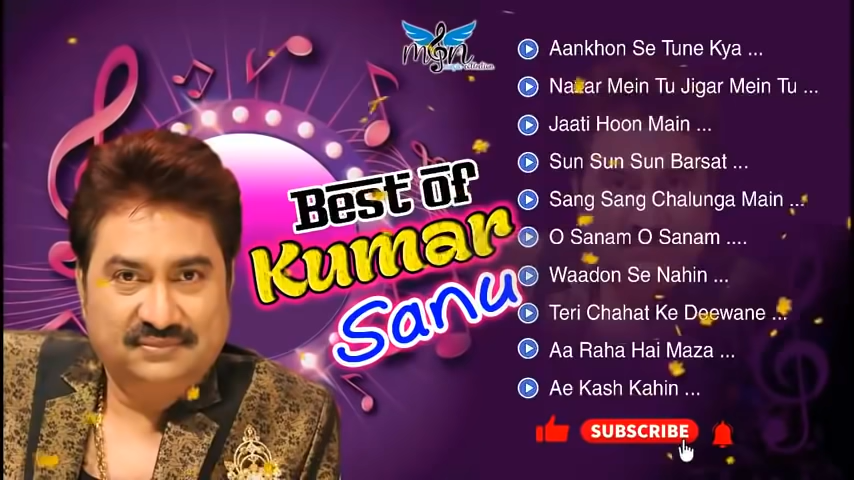 mgn
Best of
Kumar
Sanu
Aankhon Se Tune Kya ...
Nazar Mein Tu Jigar Mein Tu ...
Jaati Hoon Main ...
Sun Sun Sun Barsat ...
Sang Sang Chalunga Main ...
O Sanam O Sanam ....
Waadon Se Nahin ...
Teri Chahat Ke Deewane ...
Aa Raha Hai Maza ...
Ae Kash Kahin ...
SUBSCRIBE